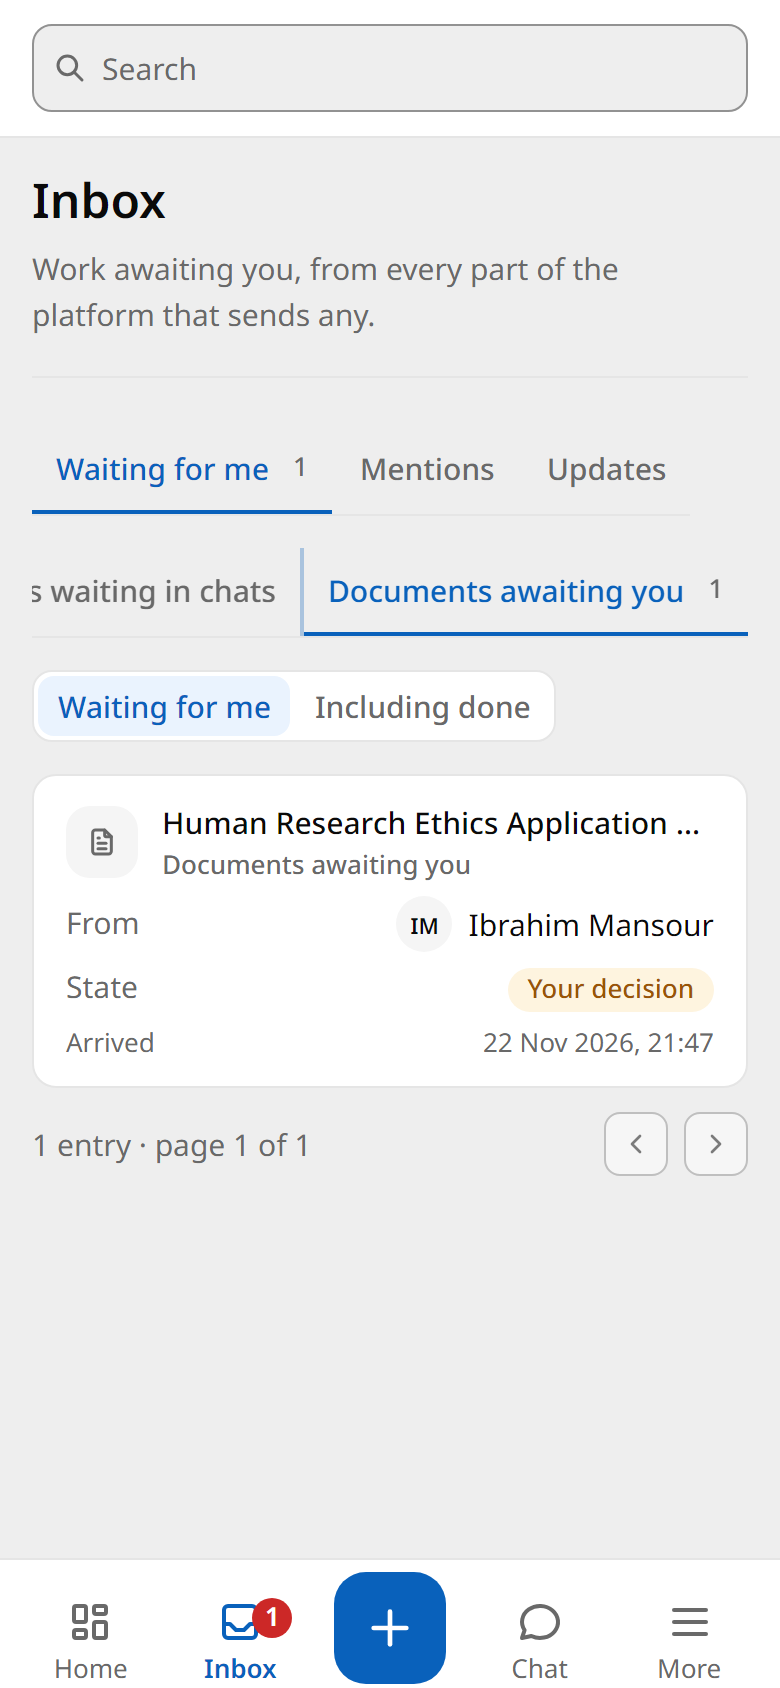 Search
Inbox
Work awaiting you, from every part of the
platform that sends any.
Waiting for me 1 Mentions Updates
s waiting in chats Documents awaiting you 1
Waiting for me Including done
Human Research Ethics Application ...
Documents awaiting you
From IM Ibrahim Mansour
State Your decision
Arrived 22 Nov 2026, 21:47
1 entry · page 1 of 1
1
Home Inbox Chat More